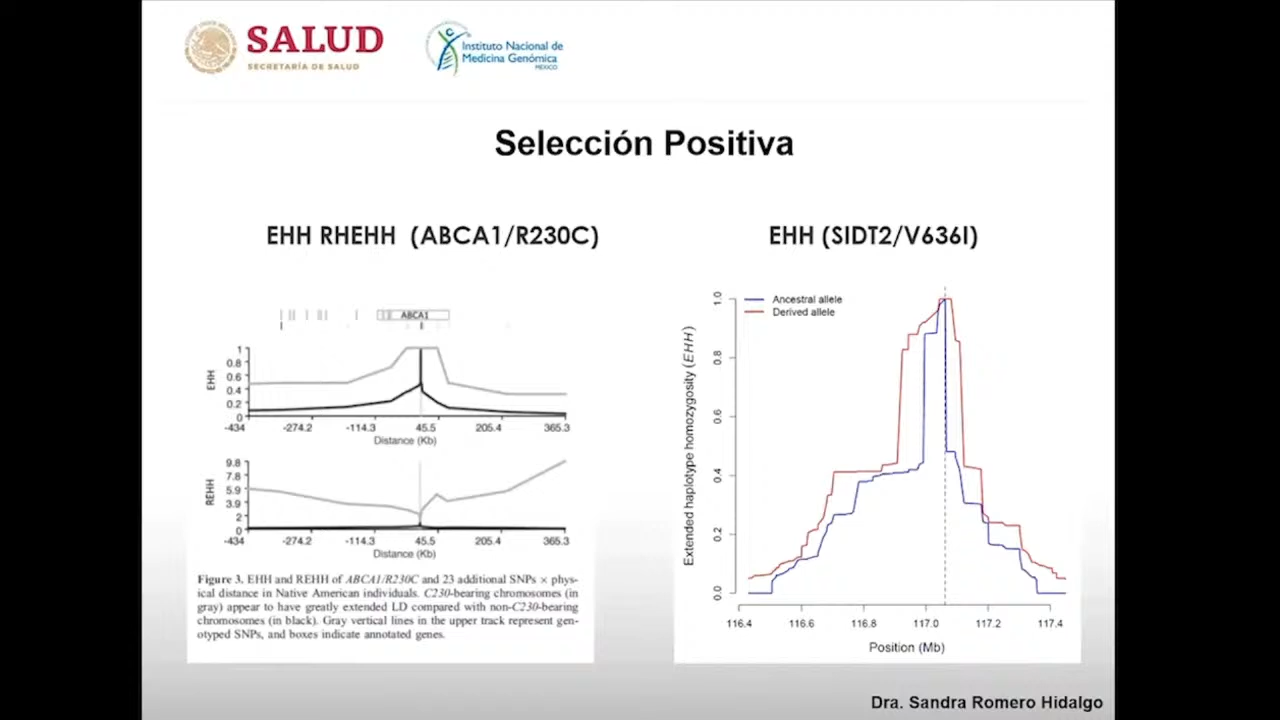 SALUD
SECRETARÍA DE SALUD
Instituto Nacional de
Medicina Genómica
MÉXICO
Selección Positiva
EHH RHEHH (ABCA1/R230C)
ABCA1
EHH
1
0.8
0.6
0.4
0.2
0
-434 -274.2 -114.3 45.5 205.4 365.3
Distance (Kb)
REHH
9.8
7.8
5.9
3.9
2
0
-434 -274.2 -114.3 45.5 205.4 365.3
Distance (Kb)
Figure 3. EHH and REHH of ABCA1/R230C and 23 additional SNPs × phys-
ical distance in Native American individuals. C230-bearing chromosomes (in
gray) appear to have greatly extended LD compared with non-C230-bearing
chromosomes (in black). Gray vertical lines in the upper track represent gen-
otyped SNPs, and boxes indicate annotated genes.
EHH (SIDT2/V636I)
Ancestral allele
Derived allele
Extended haplotype homozygosity (EHH)
1.0
0.8
0.6
0.4
0.2
0.0
116.4 116.6 116.8 117.0 117.2 117.4
Position (Mb)
Dra. Sandra Romero Hidalgo